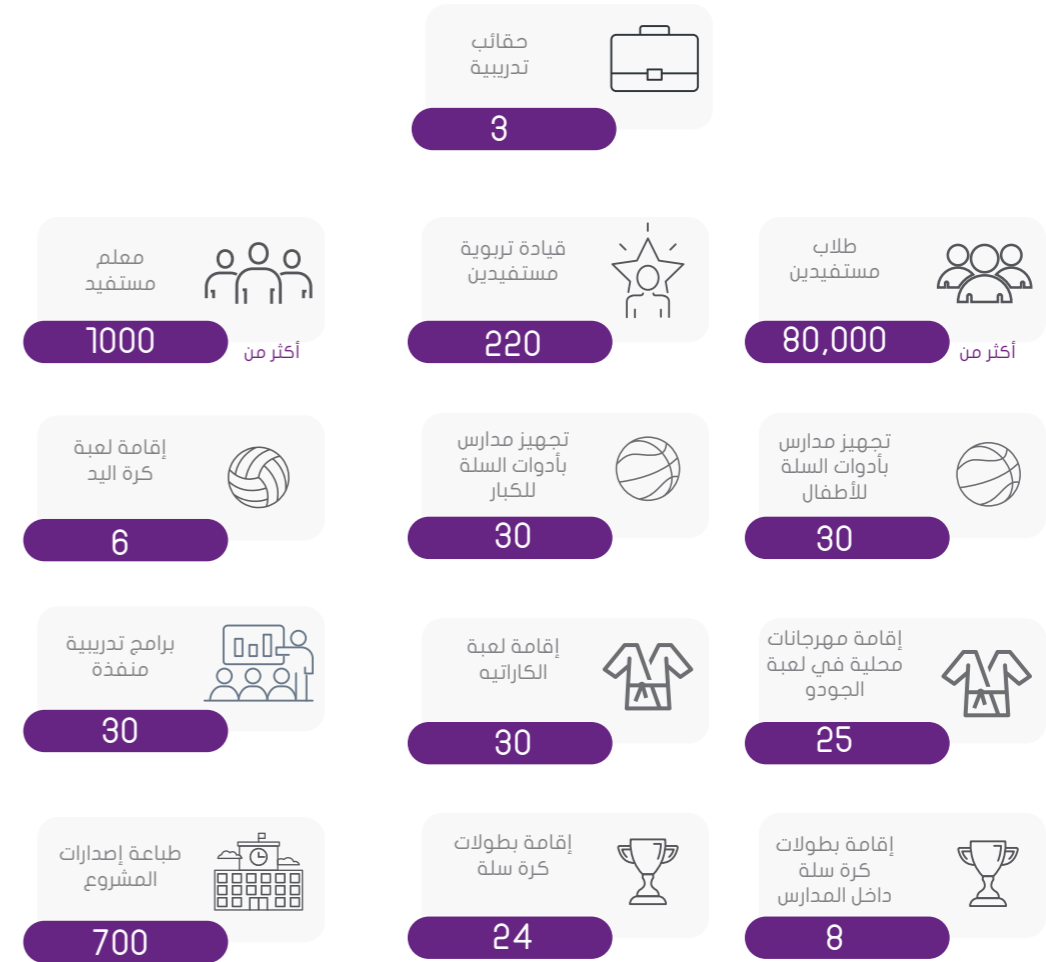 حقائب
تدريبية
3
طلاب
مستفيدين
80,000
أكثر من
قيادة تربوية
مستفيدين
220
معلم
مستفيد
1000
أكثر من
تجهيز مدارس
بأدوات السلة
للأطفال
30
تجهيز مدارس
بأدوات السلة
للكبار
30
إقامة لعبة
كرة اليد
6
إقامة مهرجانات
محلية في لعبة
الجودو
25
إقامة لعبة
الكاراتيه
30
برامج تدريبية
منفذة
30
إقامة بطولات
كرة سلة
داخل المدارس
8
إقامة بطولات
كرة سلة
24
طباعة إصدارات
المشروع
700